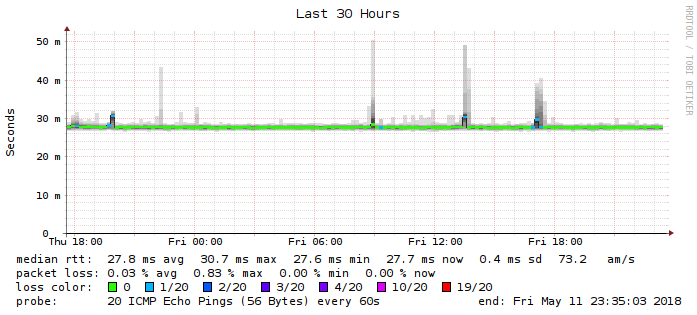 Last 30 Hours
RRDTOOL / TOBI OETIKER
Seconds
50 m
40 m
30 m
20 m
10 m
0
Thu 18:00 Fri 00:00 Fri 06:00 Fri 12:00 Fri 18:00
median rtt: 27.8 ms avg 30.7 ms max 27.6 ms min 27.7 ms now 0.4 ms sd 73.2 am/s
packet loss: 0.03 % avg 0.83 % max 0.00 % min 0.00 % now
loss color: 0 1/20 2/20 3/20 4/20 10/20 19/20
probe: 20 ICMP Echo Pings (56 Bytes) every 60s end: Fri May 11 23:35:03 2018